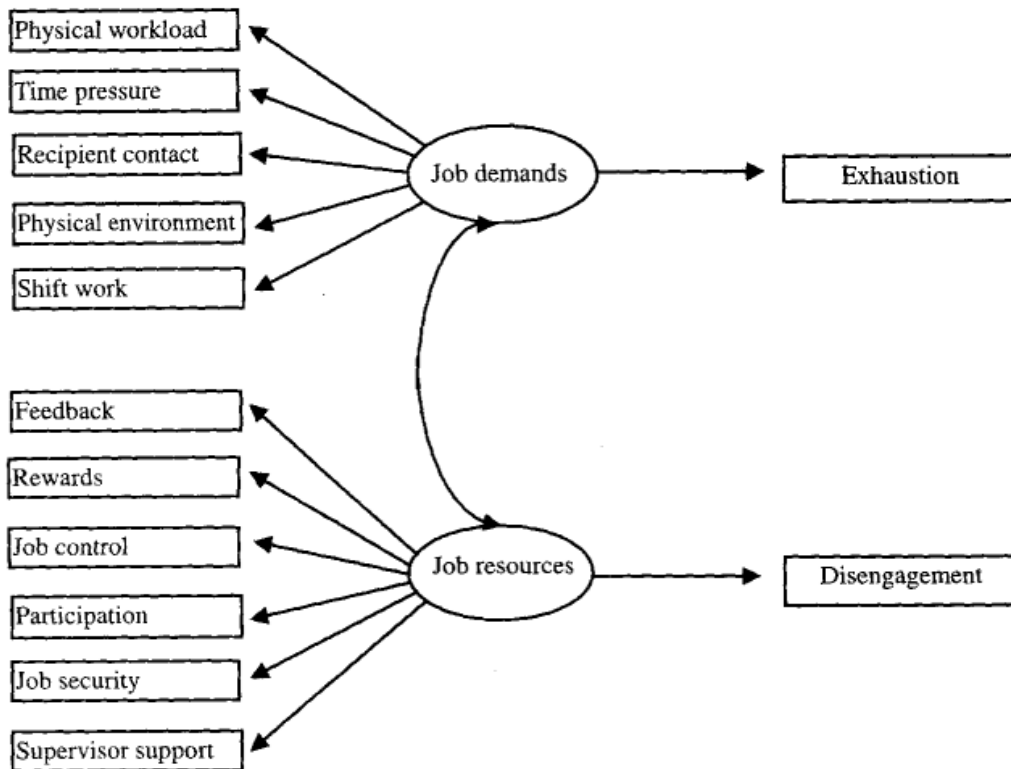 Physical workload
Time pressure
Recipient contact
Physical environment
Shift work
Job demands
Exhaustion
Feedback
Rewards
Job control
Participation
Job security
Supervisor support
Job resources
Disengagement